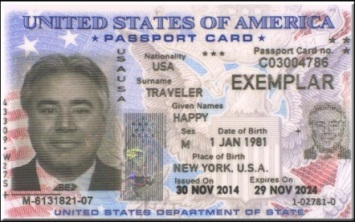 UNITED STATES OF AMERICA
★ PASSPORT CARD ★
USA
USA
Nationality
USA
Passport Card no.
C03004786
Surname
TRAVELER
EXEMPLAR
Given Names
HAPPY
Sex
M
Date of Birth
1 JAN 1981
Place of Birth
NEW YORK, U.S.A.
Issued On
30 NOV 2014
Expires On
29 NOV 2024
M-6131821-07
1-02781-0
UNITED STATES DEPARTMENT OF STATE